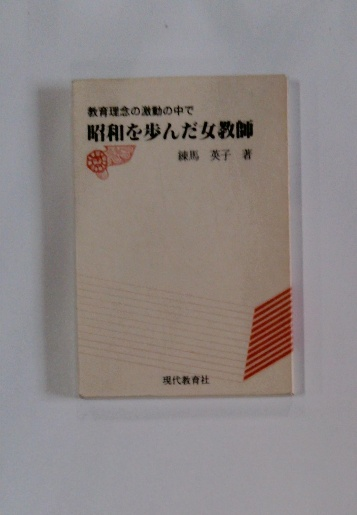 教育理念の激動の中で
昭和を歩んだ女教師
練馬 英子 著
現代教育社